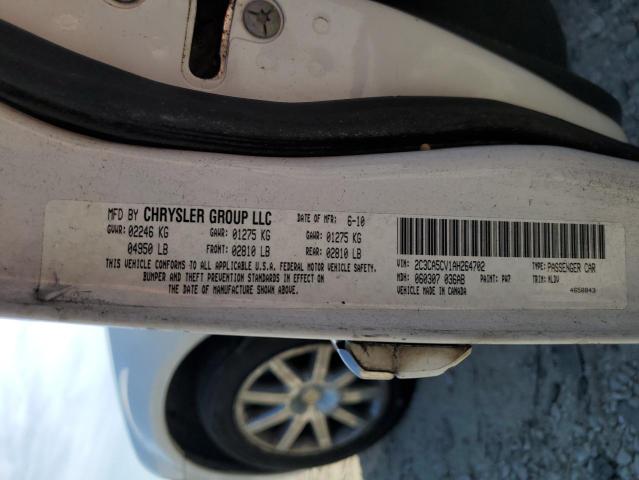 MFD BY CHRYSLER GROUP LLC DATE OF MFR: 6-10
GVWR: 02246 KG GAWR: 01275 KG GAWR: 01275 KG
04950 LB FRONT: 02810 LB REAR: 02810 LB
THIS VEHICLE CONFORMS TO ALL APPLICABLE U.S.A. FEDERAL MOTOR VEHICLE SAFETY,
BUMPER AND THEFT PREVENTION STANDARDS IN EFFECT ON
THE DATE OF MANUFACTURE SHOWN ABOVE.
VIN: 2C3CA5CV1AH264702 TYPE: PASSENGER CAR
MDH: 060307 036AB PAINT: PW7 TRIM: XLDV
VEHICLE MADE IN CANADA 4658043